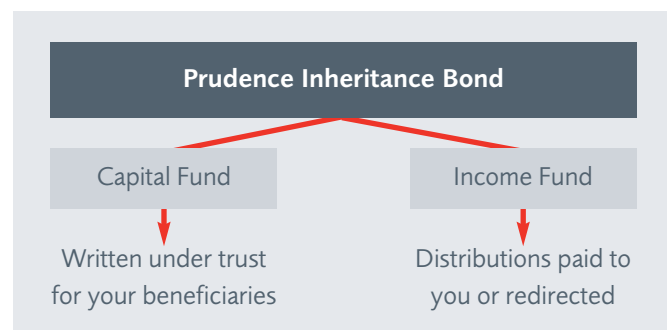 Prudence Inheritance Bond
Capital Fund
Income Fund
Written under trust
for your beneficiaries
Distributions paid to
you or redirected